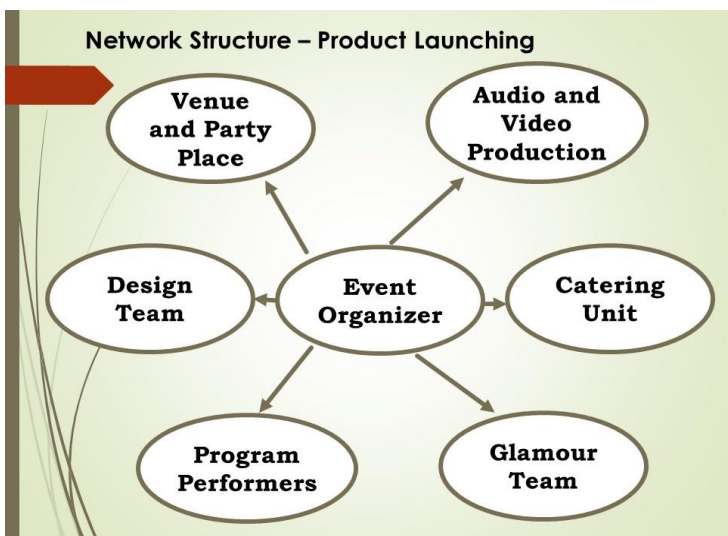 Network Structure – Product Launching
Venue
and Party
Place
Audio and
Video
Production
Design
Team
Event
Organizer
Catering
Unit
Program
Performers
Glamour
Team